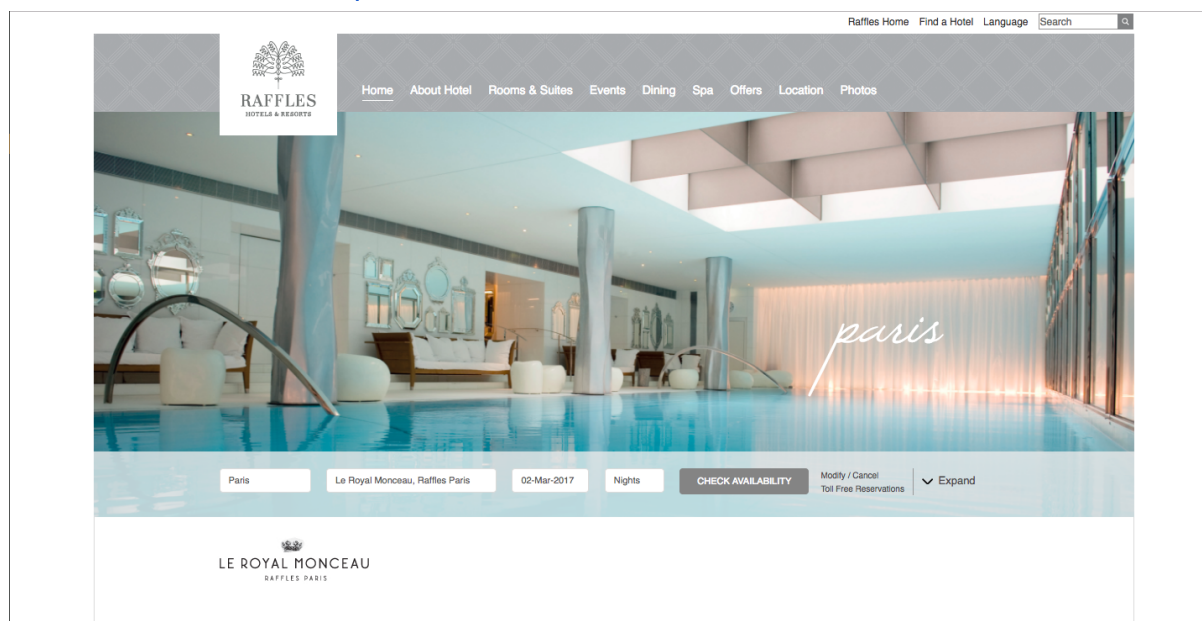 Raffles Home Find a Hotel Language Search
RAFFLES
HOTELS & RESORTS
Home About Hotel Rooms & Suites Events Dining Spa Offers Location Photos
paris
Paris Le Royal Monceau, Raffles Paris 02-Mar-2017 Nights CHECK AVAILABILITY
Modify / Cancel
Toll Free Reservations
Expand
LE ROYAL MONCEAU
RAFFLES PARIS